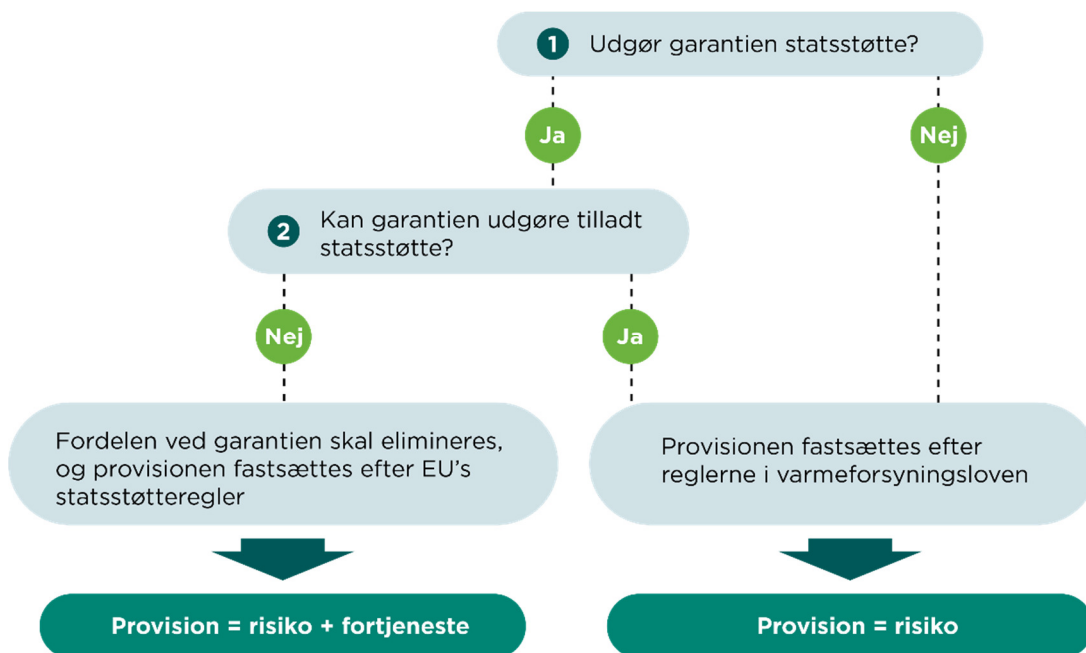 1 Udgør garantien statsstøtte?
Ja
Nej
2 Kan garantien udgøre tilladt
statsstøtte?
Nej
Ja
Fordelen ved garantien skal elimineres,
og provisionen fastsættes efter EU's
statsstøtteregler
Provisionen fastsættes efter
reglerne i varmeforsyningsloven
Provision = risiko + fortjeneste
Provision = risiko